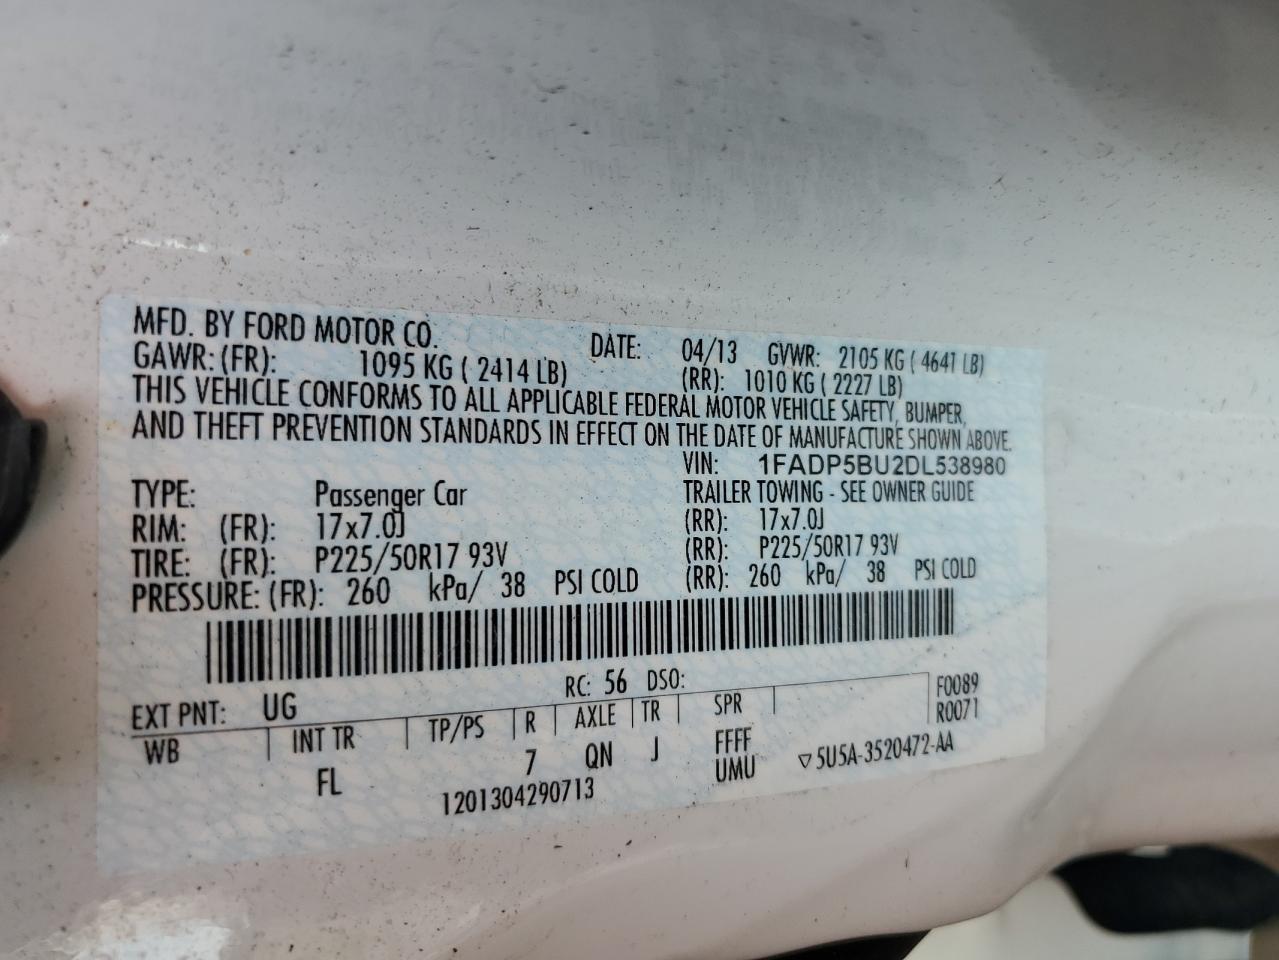 MFD. BY FORD MOTOR CO. DATE: 04/13 GVWR: 2105 KG ( 4641 LB)
GAWR: (FR): 1095 KG ( 2414 LB) (RR): 1010 KG ( 2227 LB)
THIS VEHICLE CONFORMS TO ALL APPLICABLE FEDERAL MOTOR VEHICLE SAFETY, BUMPER,
AND THEFT PREVENTION STANDARDS IN EFFECT ON THE DATE OF MANUFACTURE SHOWN ABOVE.
VIN: 1FADP5BU2DL538980
TYPE: Passenger Car TRAILER TOWING - SEE OWNER GUIDE
RIM: (FR): 17x7.0J (RR): 17x7.0J
TIRE: (FR): P225/50R17 93V (RR): P225/50R17 93V
PRESSURE: (FR): 260 kPa/ 38 PSI COLD (RR): 260 kPa/ 38 PSI COLD
EXT PNT: UG RC: 56 DSO: F0089
R0071
WB INT TR TP/PS R AXLE TR SPR
FL 7 QN J FFFF
UMU ▽5U5A-3520472-AA
1201304290713